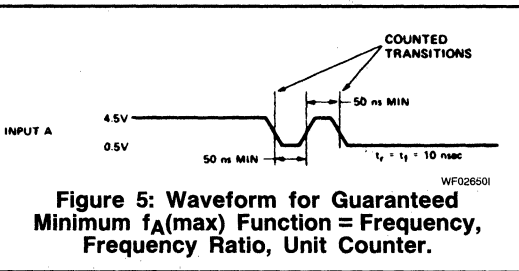 COUNTED
TRANSITIONS
4.5V
50 ns MIN
INPUT A
0.5V
50 ns MIN
tr = tf = 10 nsec
WF02650I
Figure 5: Waveform for Guaranteed
Minimum fA(max) Function = Frequency,
Frequency Ratio, Unit Counter.